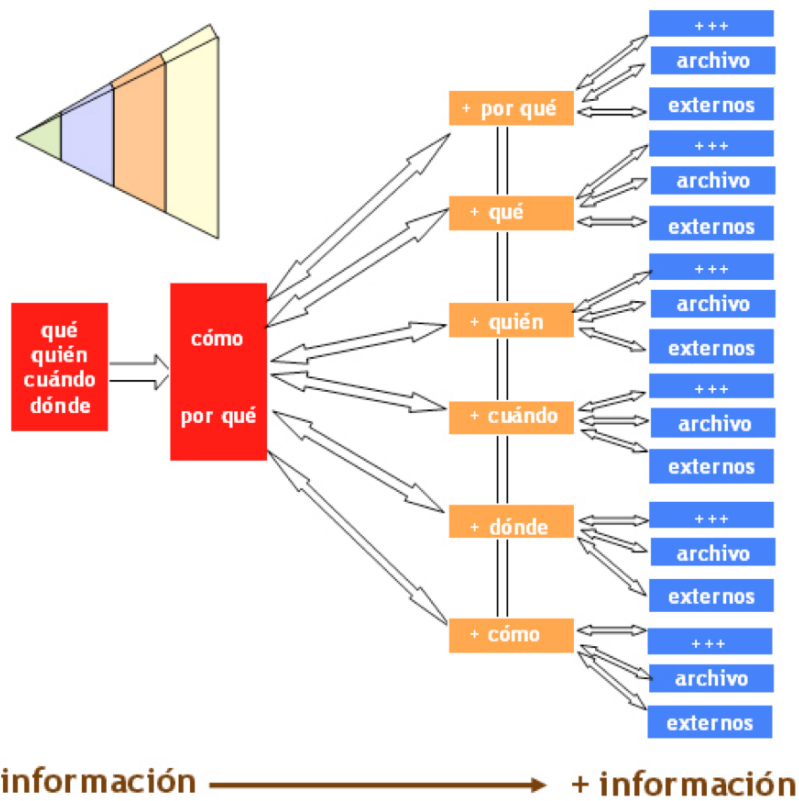 qué
quién
cuándo
dónde
cómo
por qué
+ por qué
+++
archivo
externos
+ qué
+++
archivo
externos
+ quién
+++
archivo
externos
+ cuándo
+++
archivo
externos
+ dónde
+++
archivo
externos
+ cómo
+++
archivo
externos
información
+ información